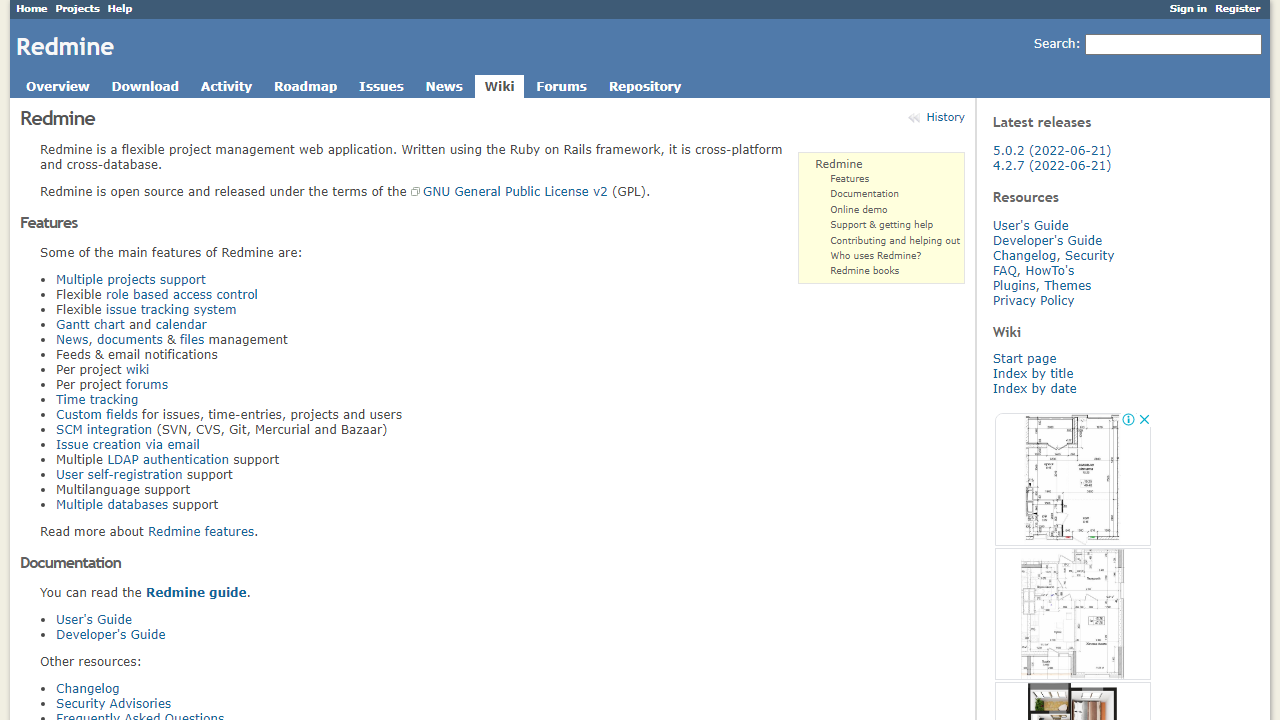 Home Projects Help
Sign in Register
Redmine
Search:
Overview Download Activity Roadmap Issues News Wiki Forums Repository
Redmine
History
Redmine is a flexible project management web application. Written using the Ruby on Rails framework, it is cross-platform
and cross-database.
Redmine is open source and released under the terms of the GNU General Public License v2 (GPL).
Redmine
Features
Documentation
Online demo
Support & getting help
Contributing and helping out
Who uses Redmine?
Redmine books
Features
Some of the main features of Redmine are:
• Multiple projects support
• Flexible role based access control
• Flexible issue tracking system
• Gantt chart and calendar
• News, documents & files management
• Feeds & email notifications
• Per project wiki
• Per project forums
• Time tracking
• Custom fields for issues, time-entries, projects and users
• SCM integration (SVN, CVS, Git, Mercurial and Bazaar)
• Issue creation via email
• Multiple LDAP authentication support
• User self-registration support
• Multilanguage support
• Multiple databases support
Read more about Redmine features.
Documentation
You can read the Redmine guide.
• User's Guide
• Developer's Guide
Other resources:
• Changelog
• Security Advisories
• Frequently Asked Questions
Latest releases
5.0.2 (2022-06-21)
4.2.7 (2022-06-21)
Resources
User's Guide
Developer's Guide
Changelog, Security
FAQ, HowTo's
Plugins, Themes
Privacy Policy
Wiki
Start page
Index by title
Index by date